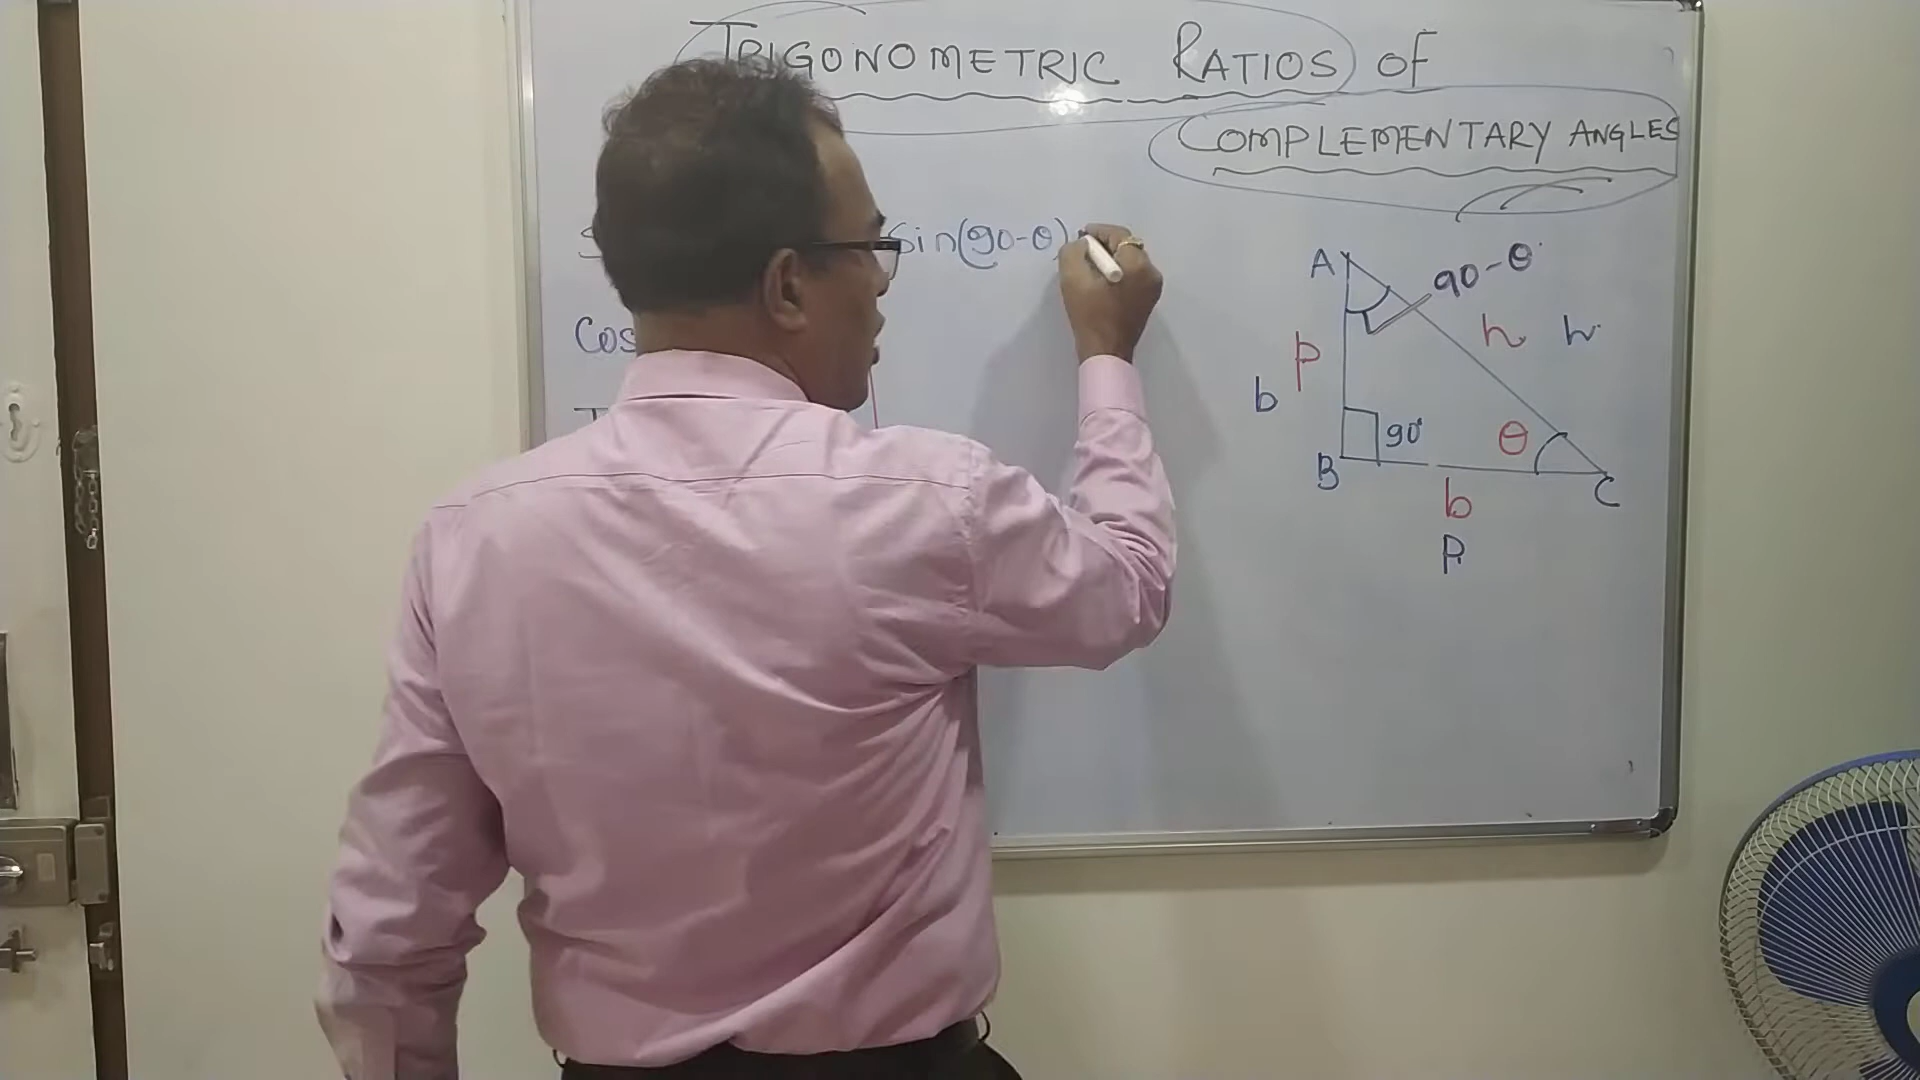 TRIGONOMETRIC RATIOS OF
COMPLEMENTARY ANGLES
Sin(90-θ)
Cos
A
90-θ
h h
p
b
90°
θ
B
C
b
p